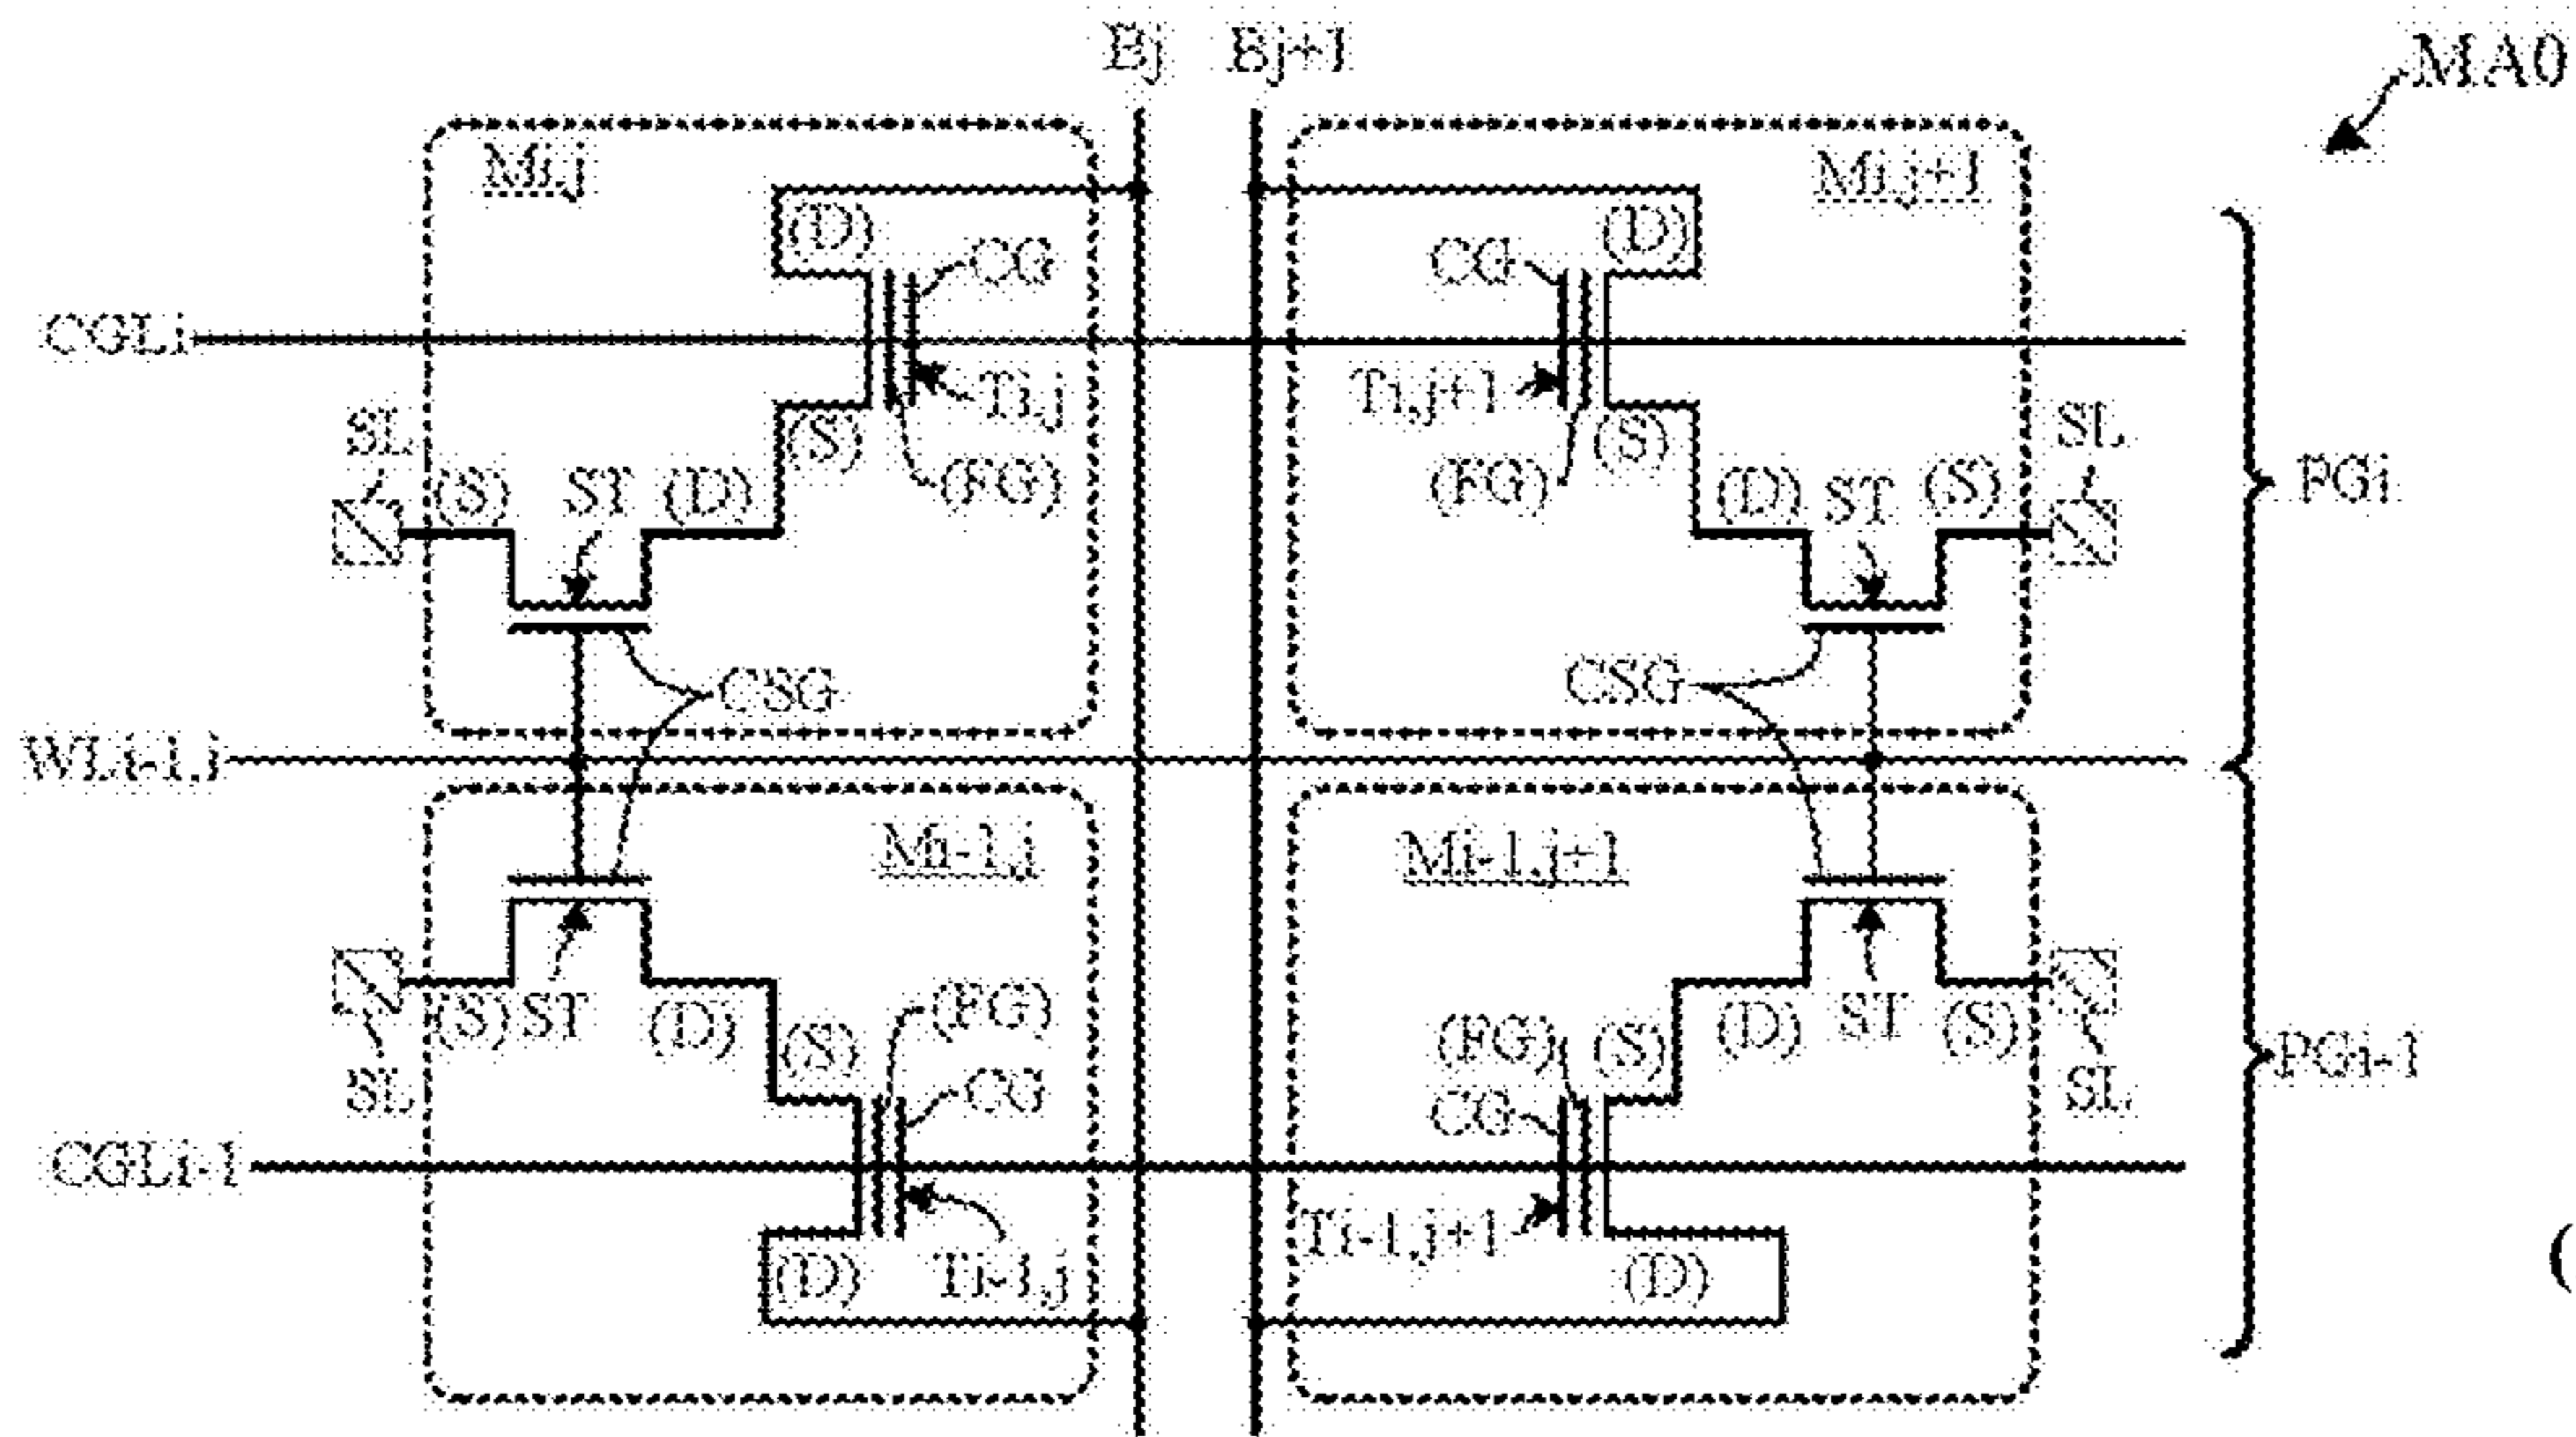 Bj Bj+1
MA0
Mi,j Mi,j+1
(D) CG CG (D)
CGLi
Ti,j Ti,j+1
SL (S) (S) SL
(S) ST (D) (FG) (FG) (D) ST (S)
PGi
CSG CSG
WLi-1,i
Mi-1,j Mi-1,j+1
(S) ST (D) (S) (FG) (FG) (S) (D) ST (S)
PGi-1
SL CG CG SL
CGLi-1
Ti-1,j Ti-1,j+1
(D) (D)
(